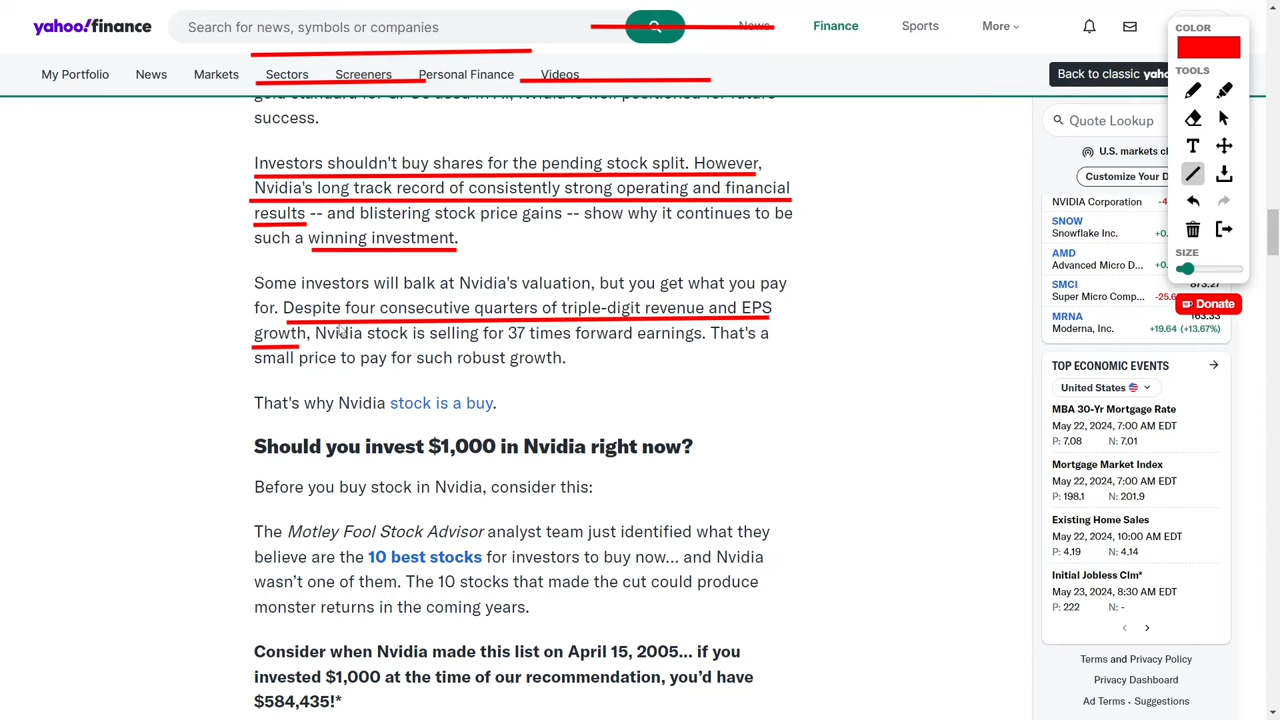 yahoo!finance
Search for news, symbols or companies
News
Finance
Sports
More
My Portfolio
News
Markets
Sectors
Screeners
Personal Finance
Videos
Back to classic
success.
Investors shouldn't buy shares for the pending stock split. However,
Nvidia's long track record of consistently strong operating and financial
results -- and blistering stock price gains -- show why it continues to be
such a winning investment.
Some investors will balk at Nvidia's valuation, but you get what you pay
for. Despite four consecutive quarters of triple-digit revenue and EPS
growth, Nvidia stock is selling for 37 times forward earnings. That's a
small price to pay for such robust growth.
That's why Nvidia stock is a buy.
Should you invest $1,000 in Nvidia right now?
Before you buy stock in Nvidia, consider this:
The Motley Fool Stock Advisor analyst team just identified what they
believe are the 10 best stocks for investors to buy now... and Nvidia
wasn't one of them. The 10 stocks that made the cut could produce
monster returns in the coming years.
Consider when Nvidia made this list on April 15, 2005... if you
invested $1,000 at the time of our recommendation, you'd have
$584,435!*
Quote Lookup
U.S. markets
Customize Your
NVIDIA Corporation
SNOW
Snowflake Inc.
AMD
Advanced Micro D...
SMCI
Super Micro Comp...
MRNA
Moderna, Inc.
+19.64 (+13.67%)
TOP ECONOMIC EVENTS
United States
MBA 30-Yr Mortgage Rate
May 22, 2024, 7:00 AM EDT
P: 7.08 N: 7.01
Mortgage Market Index
May 22, 2024, 7:00 AM EDT
P: 198.1 N: 201.9
Existing Home Sales
May 22, 2024, 10:00 AM EDT
P: 4.19 N: 4.14
Initial Jobless Clm*
May 23, 2024, 8:30 AM EDT
P: 222 N: -
Terms and Privacy Policy
Privacy Dashboard
Ad Terms • Suggestions
COLOR
TOOLS
T
SIZE
Donate